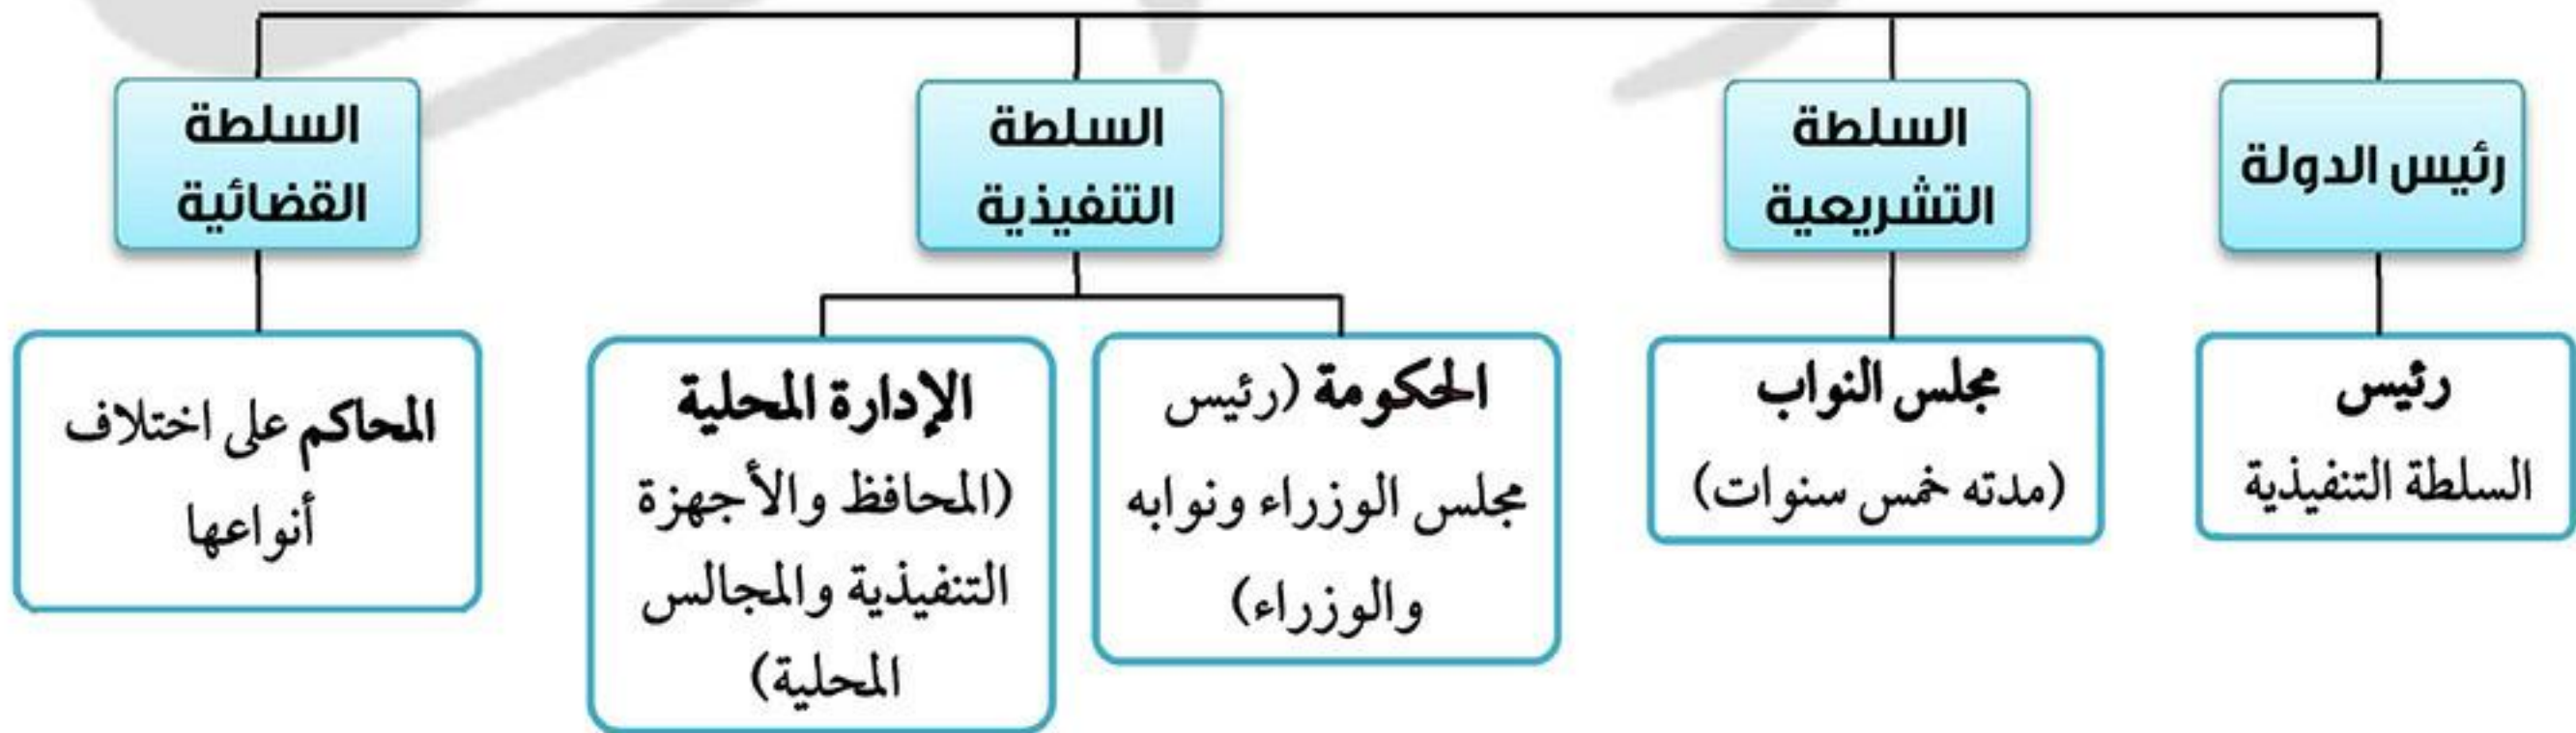 رئيس الدولة
السلطة
التشريعية
السلطة
التنفيذية
السلطة
القضائية
رئيس
السلطة التنفيذية
مجلس النواب
(مدته خمس سنوات)
الحكومة (رئيس
مجلس الوزراء ونوابه
والوزراء)
الإدارة المحلية
(المحافظ والأجهزة
التنفيذية والمجالس
المحلية)
المحاكم على اختلاف
أنواعها